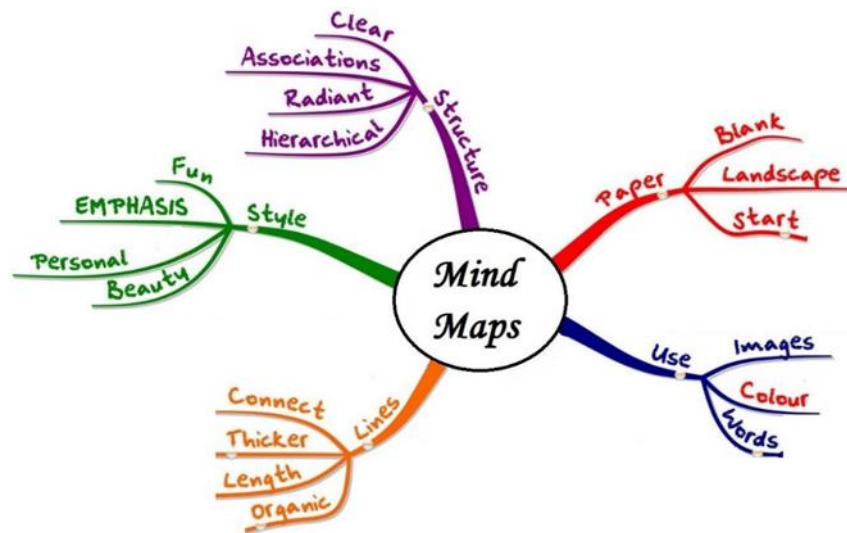 Mind
Maps
Paper
Blank
Landscape
Start
Use
Images
Colour
Words
Lines
Connect
Thicker
Length
Organic
Style
Fun
EMPHASIS
Personal
Beauty
Structure
Clear
Associations
Radiant
Hierarchical